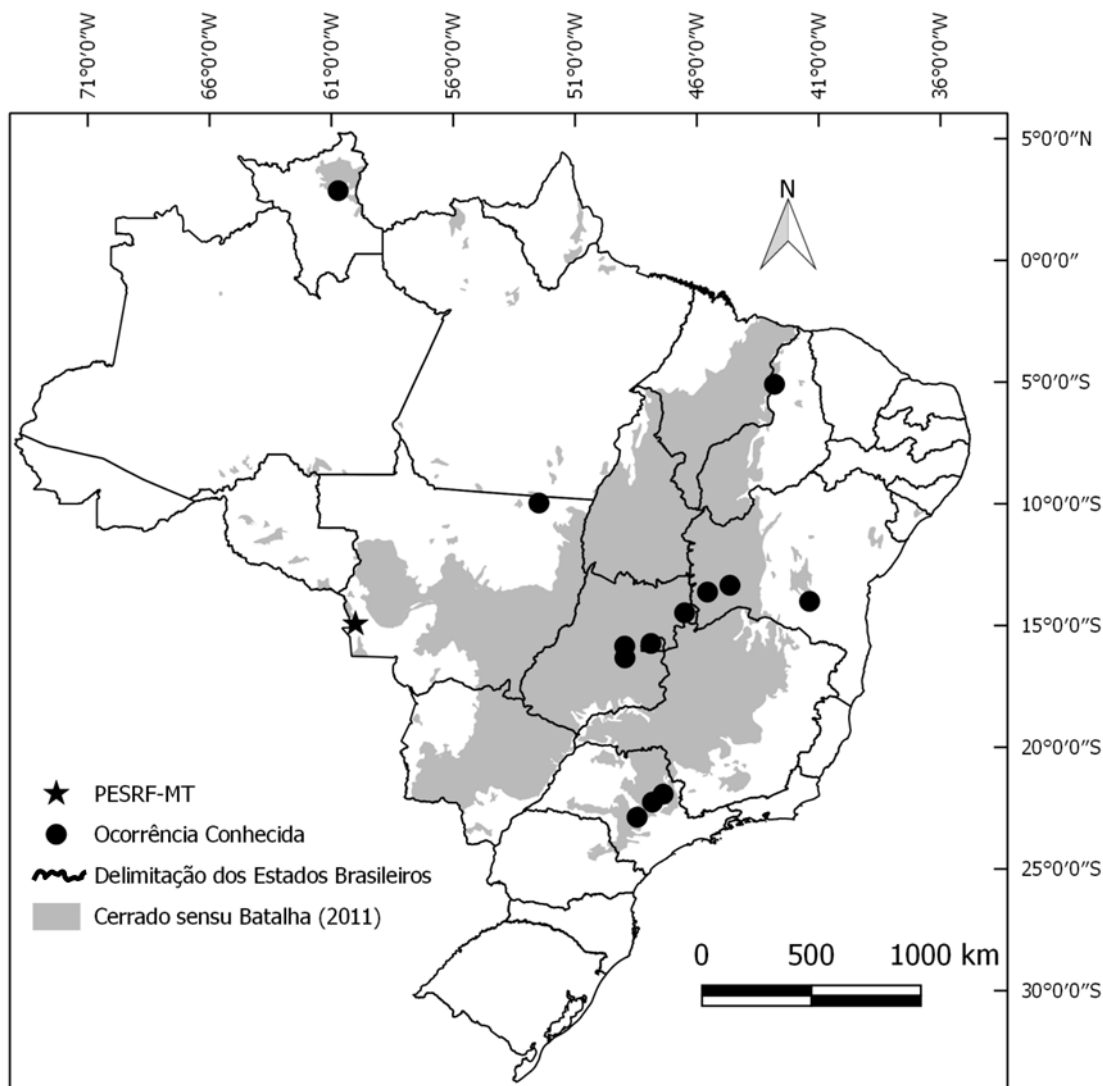 71°0′0″W 66°0′0″W 61°0′0″W 56°0′0″W 51°0′0″W 46°0′0″W 41°0′0″W 36°0′0″W
5°0′0″N
N
0°0′0″
5°0′0″S
10°0′0″S
15°0′0″S
20°0′0″S
25°0′0″S
30°0′0″S
PESRF-MT
Ocorrência Conhecida
Delimitação dos Estados Brasileiros
Cerrado sensu Batalha (2011)
0 500 1000 km